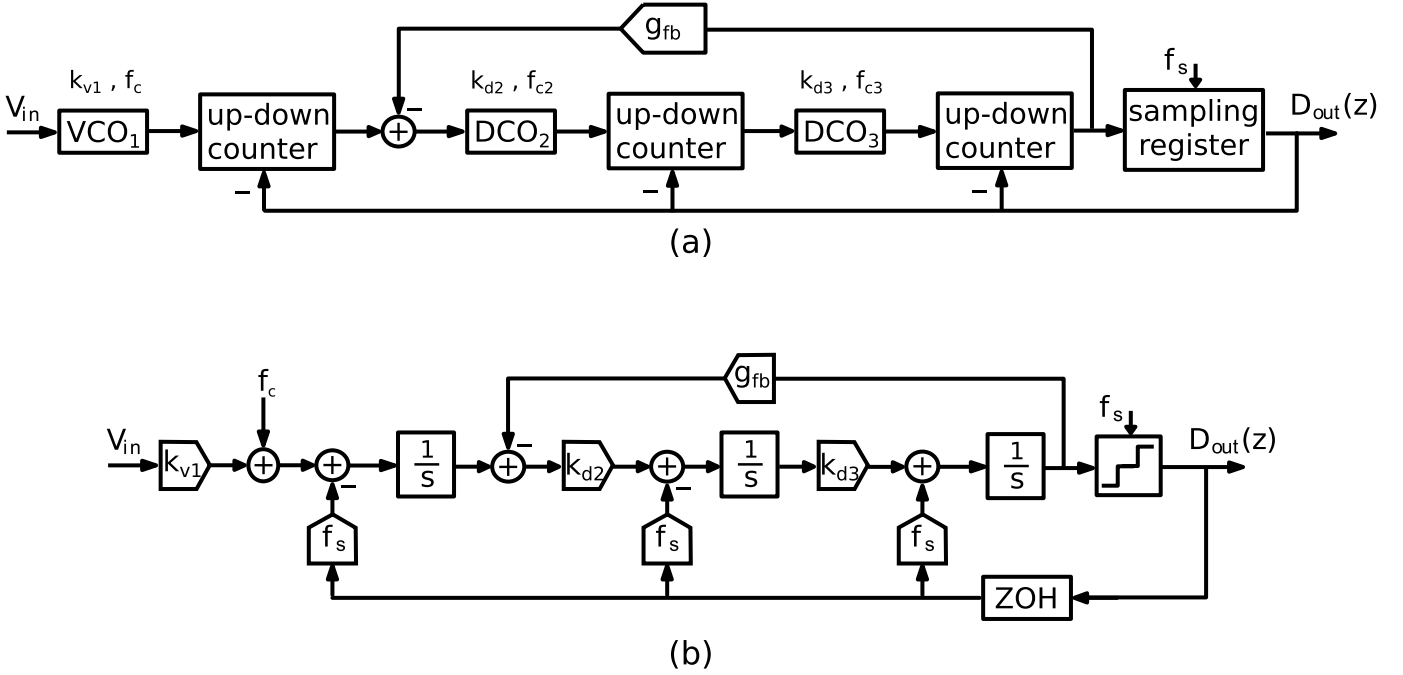 g_fb
k_v1 , f_c
k_d2 , f_c2
k_d3 , f_c3
f_s
V_in
VCO_1
up-down
counter
+
−
DCO_2
up-down
counter
DCO_3
up-down
counter
sampling
register
D_out(z)
−
−
−
(a)
g_fb
f_c
f_s
V_in
k_v1
+
+
−
1/s
+
−
k_d2
+
−
1/s
k_d3
+
1/s
D_out(z)
f_s
f_s
f_s
ZOH
(b)